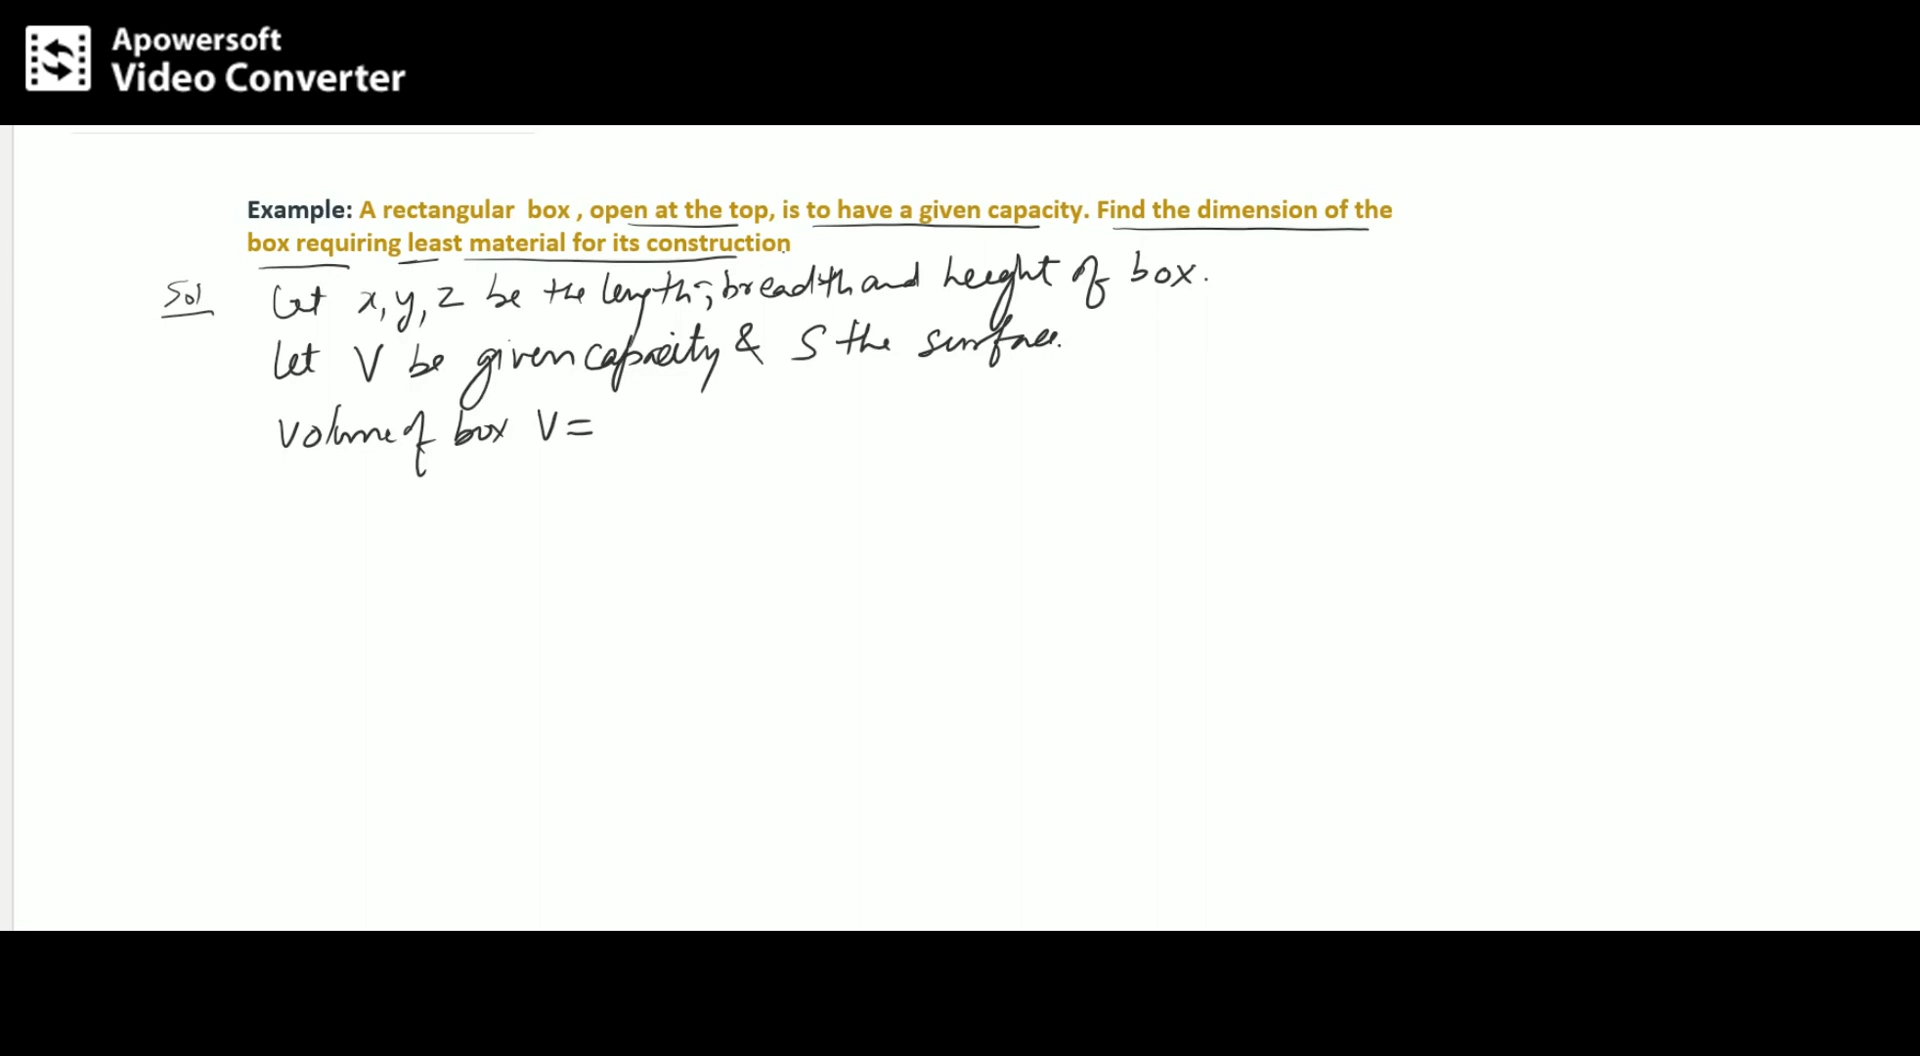 Apowersoft
Video Converter
Example: A rectangular box , open at the top, is to have a given capacity. Find the dimension of the
box requiring least material for its construction
Sol Let x, y, z be the length, breadth and height of box.
Let V be given capacity & S the surface.
Volume of box V =